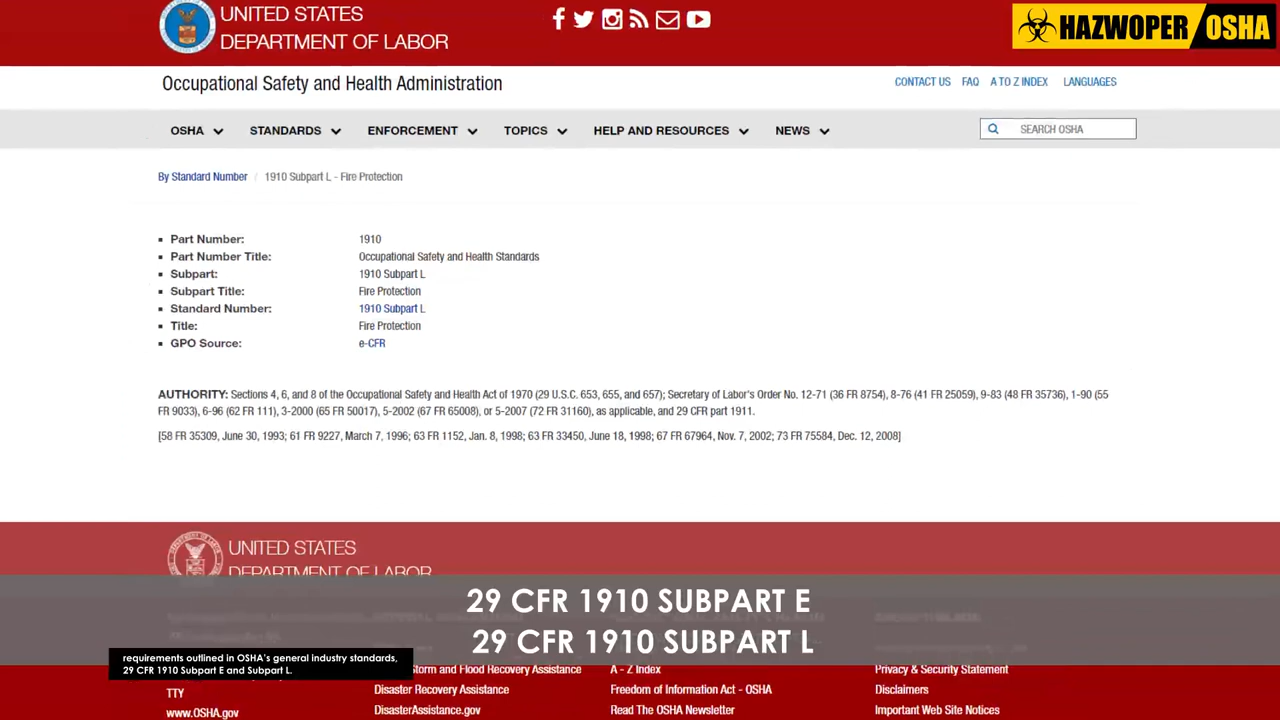 UNITED STATES
DEPARTMENT OF LABOR
HAZWOPER OSHA
Occupational Safety and Health Administration
CONTACT US FAQ A TO Z INDEX LANGUAGES
OSHA STANDARDS ENFORCEMENT TOPICS HELP AND RESOURCES NEWS SEARCH OSHA
By Standard Number / 1910 Subpart L - Fire Protection
Part Number: 1910
Part Number Title: Occupational Safety and Health Standards
Subpart: 1910 Subpart L
Subpart Title: Fire Protection
Standard Number: 1910 Subpart L
Title: Fire Protection
GPO Source: e-CFR
AUTHORITY: Sections 4, 6, and 8 of the Occupational Safety and Health Act of 1970 (29 U.S.C. 653, 655, and 657); Secretary of Labor's Order No. 12-71 (36 FR 8754), 8-76 (41 FR 25059), 9-83 (48 FR 35736), 1-90 (55
FR 9033), 6-96 (62 FR 111), 3-2000 (65 FR 50017), 5-2002 (67 FR 65008), or 5-2007 (72 FR 31160), as applicable, and 29 CFR part 1911.
[58 FR 35309, June 30, 1993; 61 FR 9227, March 7, 1996; 63 FR 1152, Jan. 8, 1998; 63 FR 33450, June 18, 1998; 67 FR 67964, Nov. 7, 2002; 73 FR 75584, Dec. 12, 2008]
UNITED STATES
DEPARTMENT OF LABOR
29 CFR 1910 SUBPART E
29 CFR 1910 SUBPART L
requirements outlined in OSHA's general industry standards,
29 CFR 1910 Subpart E and Subpart L.
Storm and Flood Recovery Assistance A - Z Index Privacy & Security Statement
TTY Disaster Recovery Assistance Freedom of Information Act - OSHA Disclaimers
www.OSHA.gov DisasterAssistance.gov Read The OSHA Newsletter Important Web Site Notices